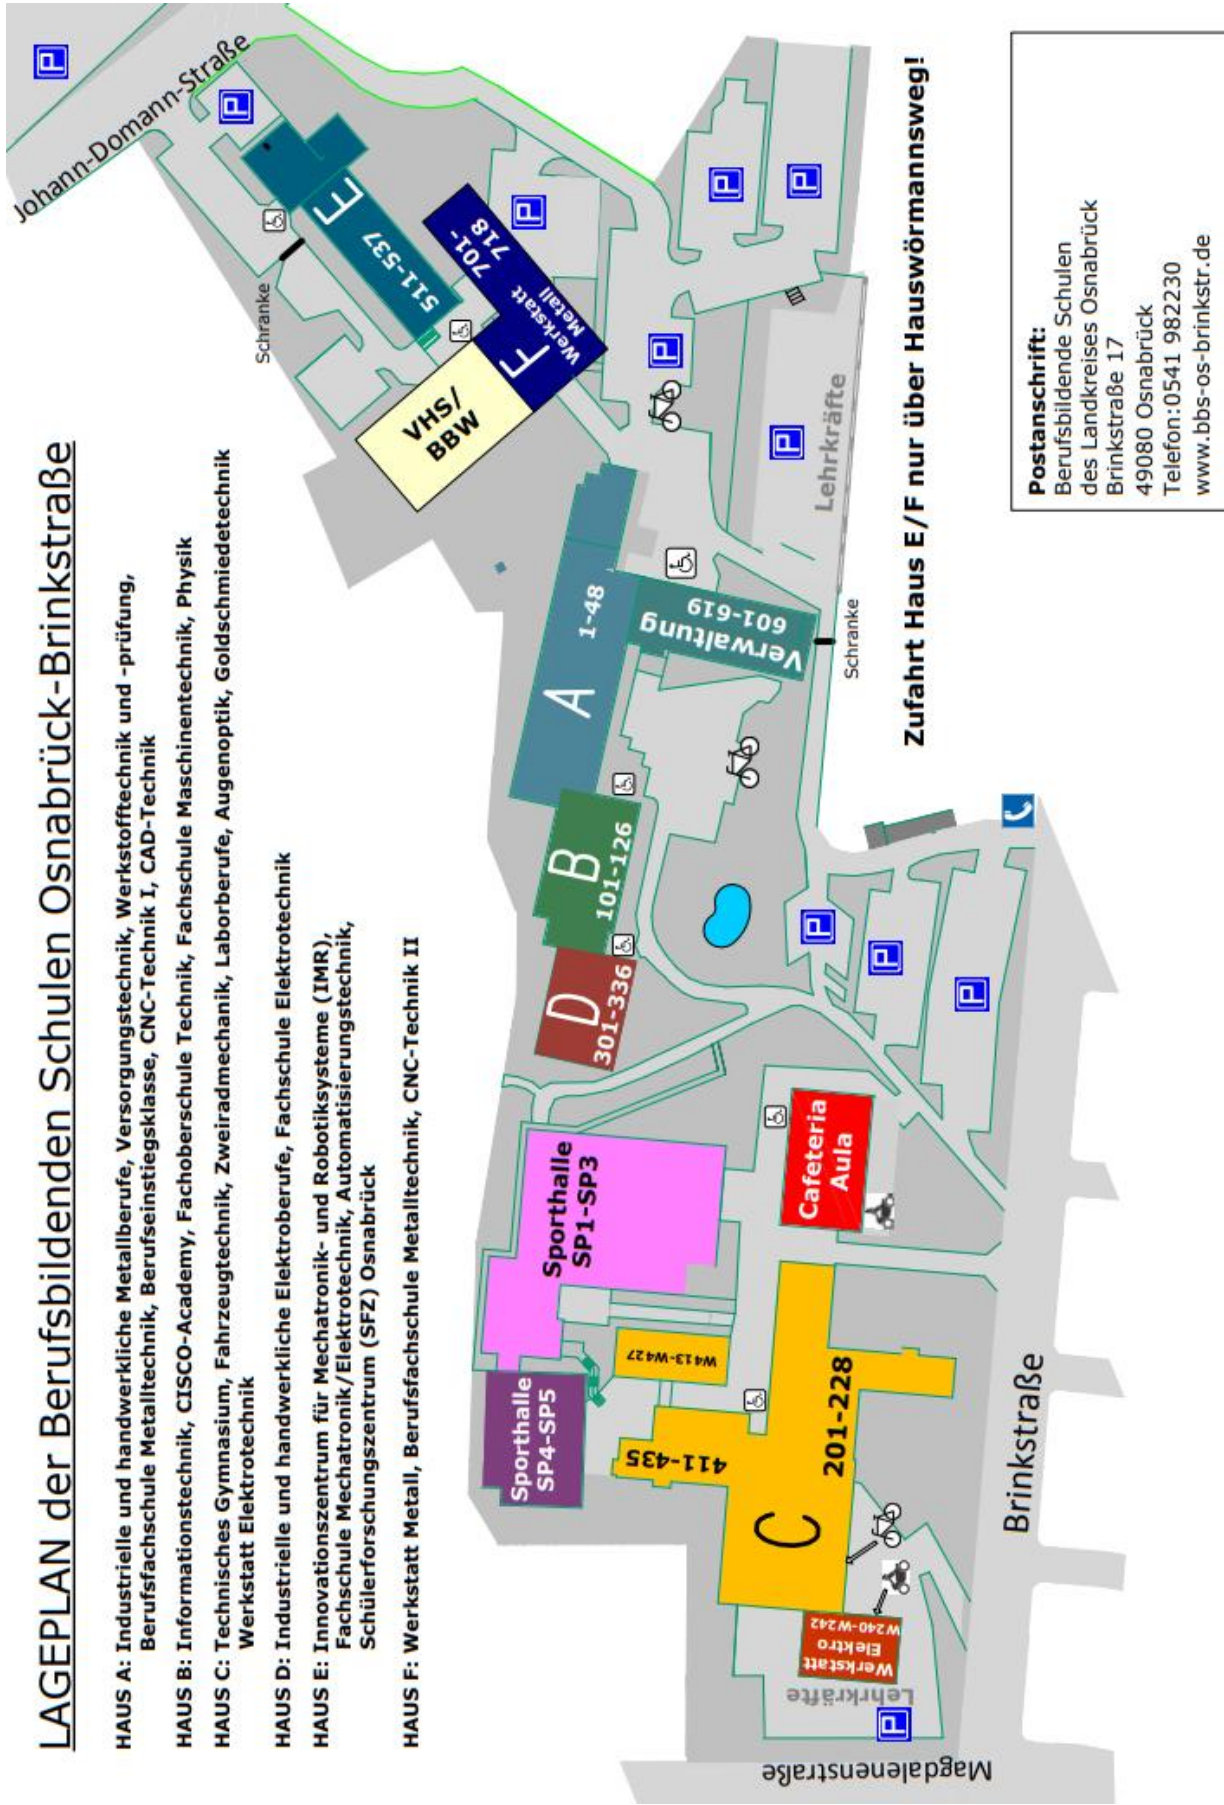 LAGEPLAN der Berufsbildenden Schulen Osnabrück-Brinkstraße
HAUS A: Industrielle und handwerkliche Metallberufe, Versorgungstechnik, Werkstofftechnik und -prüfung,
Berufsfachschule Metalltechnik, Berufseinstiegsklasse, CNC-Technik I, CAD-Technik
HAUS B: Informationstechnik, CISCO-Academy, Fachoberschule Technik, Fachschule Maschinentechnik, Physik
HAUS C: Technisches Gymnasium, Fahrzeugtechnik, Zweiradmechanik, Laborberufe, Augenoptik, Goldschmiedetechnik
Werkstatt Elektrotechnik
HAUS D: Industrielle und handwerkliche Elektroberufe, Fachschule Elektrotechnik
HAUS E: Innovationszentrum für Mechatronik- und Robotiksysteme (IMR),
Fachschule Mechatronik/Elektrotechnik, Automatisierungstechnik,
Schülerforschungszentrum (SFZ) Osnabrück
HAUS F: Werkstatt Metall, Berufsfachschule Metalltechnik, CNC-Technik II
Johann-Domann-Straße
P
P
Schranke
E
511-537
701-
718
Werkstatt
Metall
F
VHS/
BBW
P
P
P
P
P
Lehrkräfte
A
1-48
Verwaltung
601-619
Schranke
B
101-126
D
301-336
Sporthalle
SP1-SP3
Sporthalle
SP4-SP5
W413-W427
411-435
C
201-228
Cafeteria
Aula
P
P
P
Werkstatt
Elektro
W240-W242
Lehrkräfte
P
Magdalenenstraße
Brinkstraße
Zufahrt Haus E/F nur über Hauswörmannsweg!
Postanschrift:
Berufsbildende Schulen
des Landkreises Osnabrück
Brinkstraße 17
49080 Osnabrück
Telefon:0541 982230
www.bbs-os-brinkstr.de